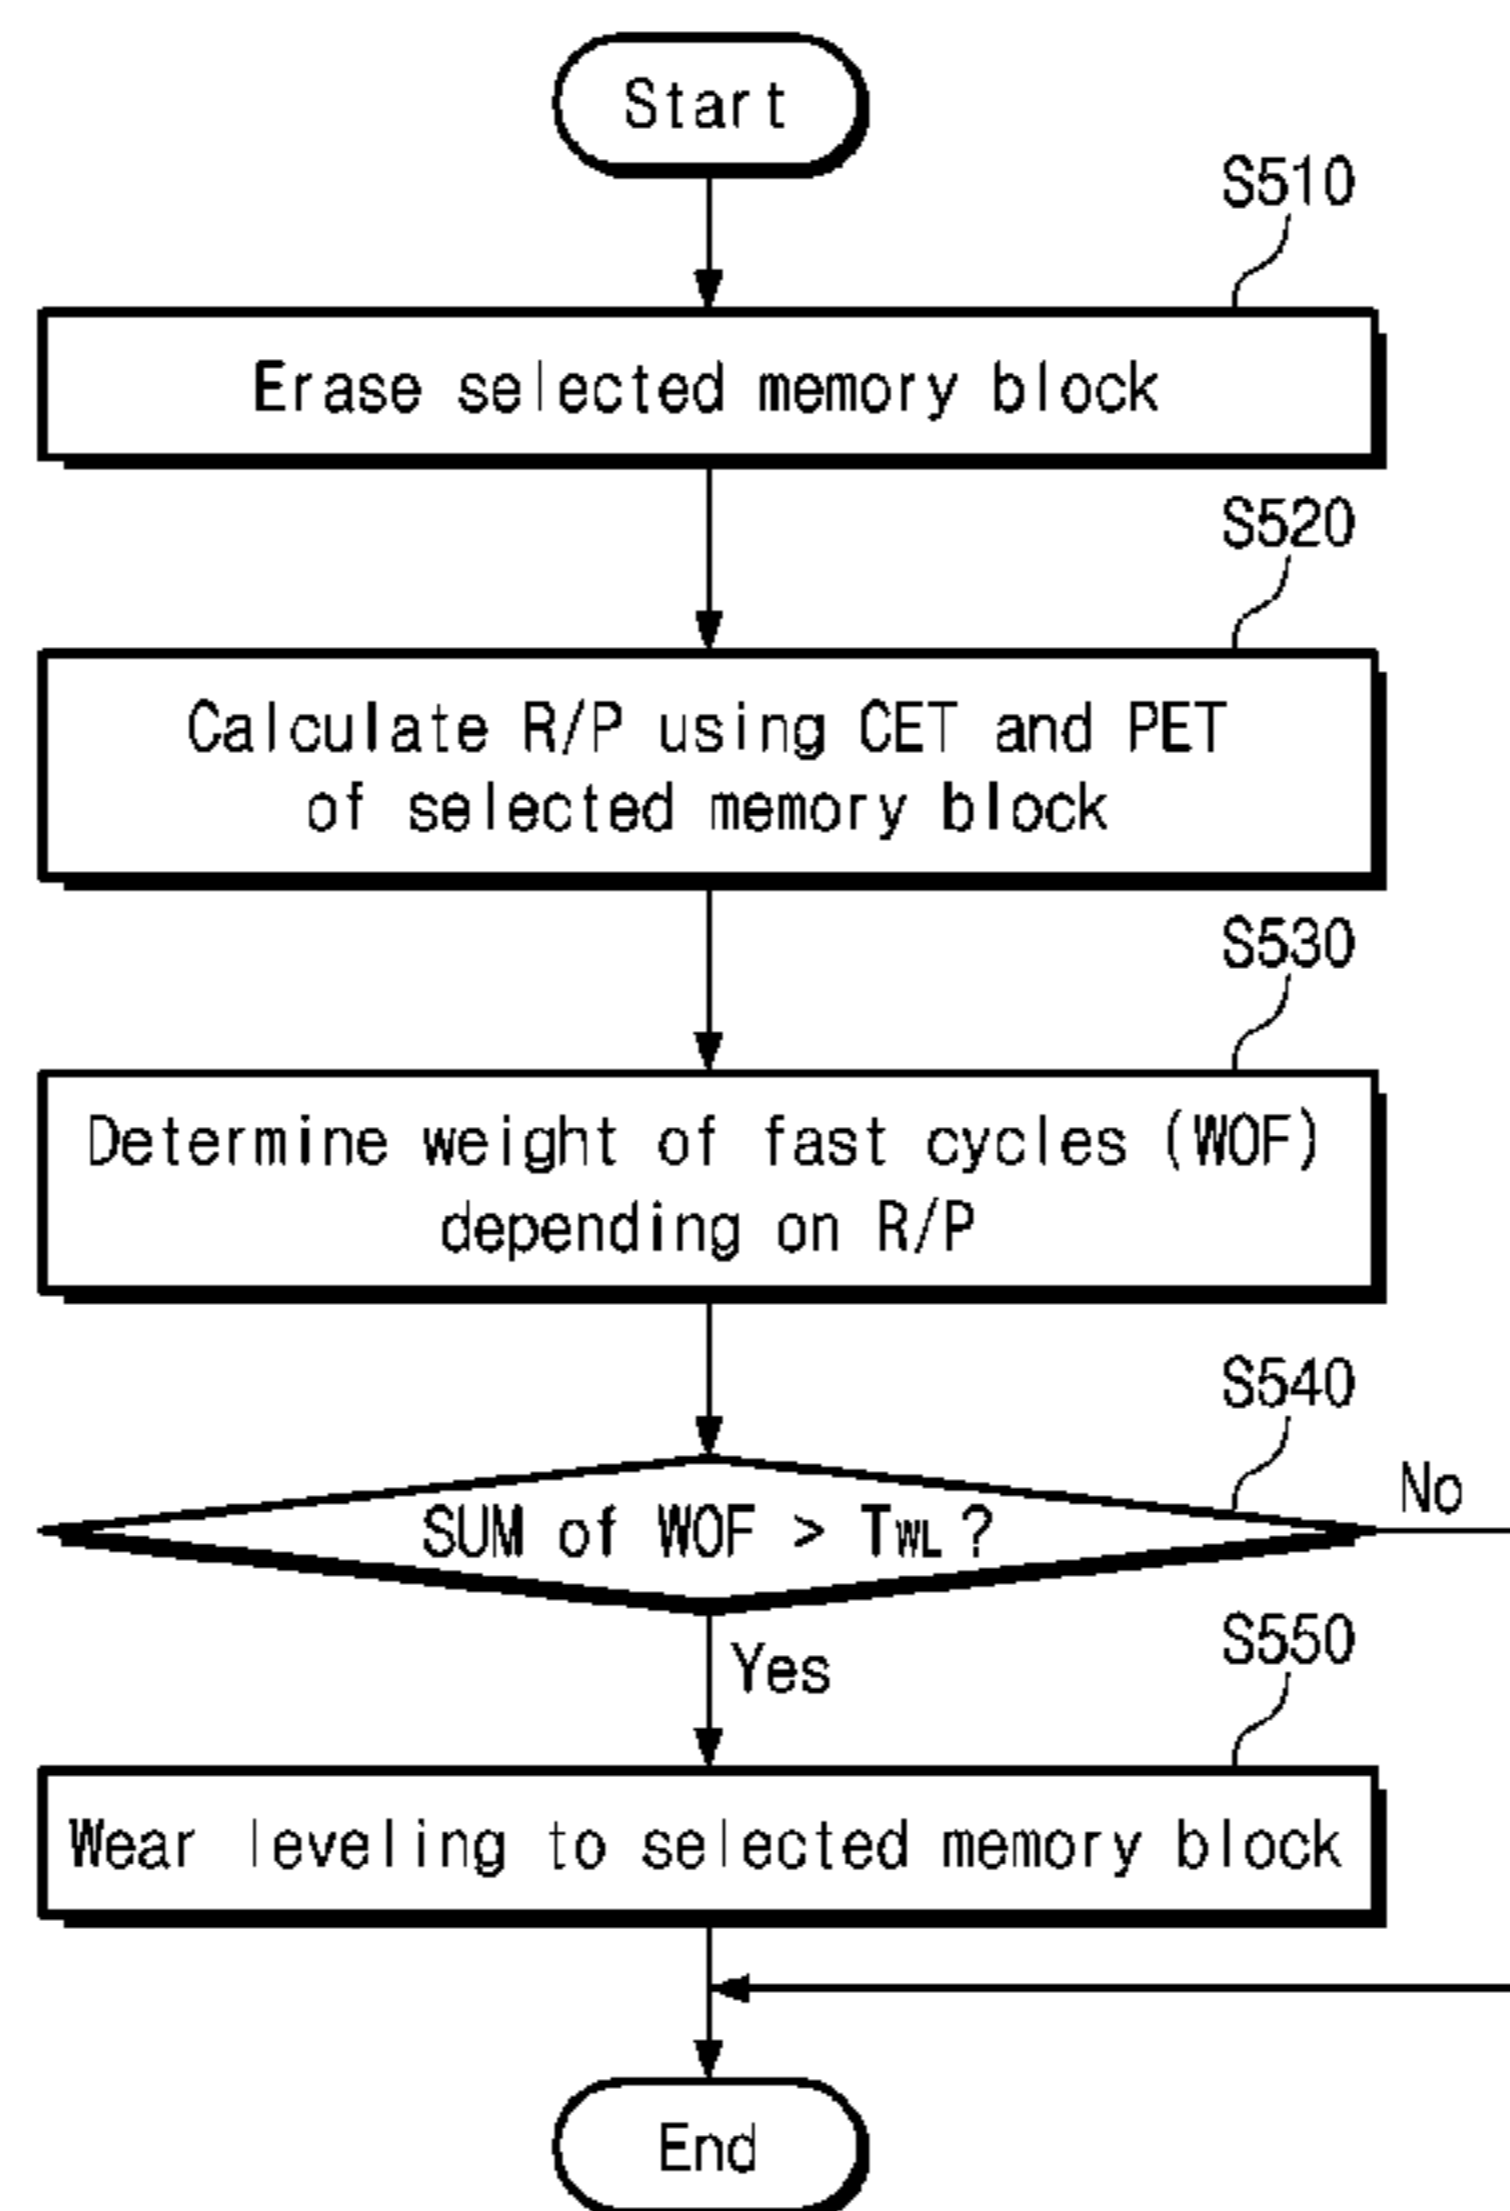 Start
S510
Erase selected memory block
S520
Calculate R/P using CET and PET
of selected memory block
S530
Determine weight of fast cycles (WOF)
depending on R/P
S540
No
SUM of WOF > TWL?
Yes
S550
Wear leveling to selected memory block
End